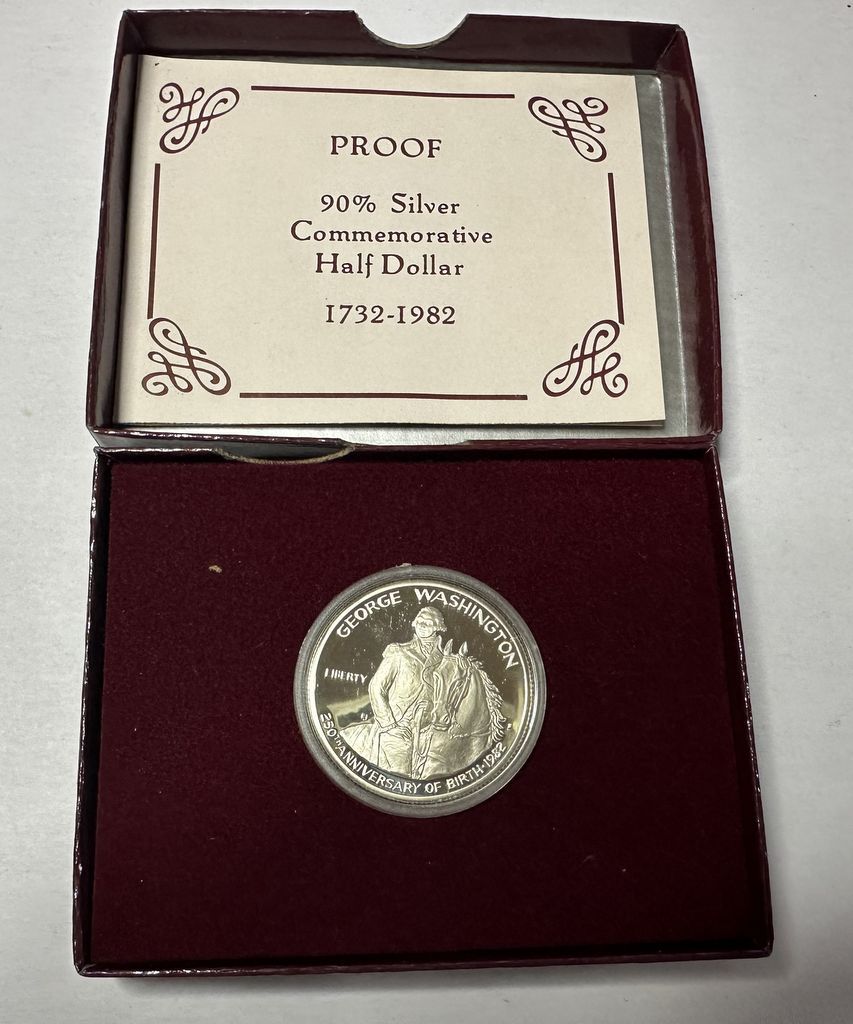 PROOF
90% Silver
Commemorative
Half Dollar
1732-1982
GEORGE WASHINGTON
LIBERTY
250TH ANNIVERSARY OF BIRTH·1982